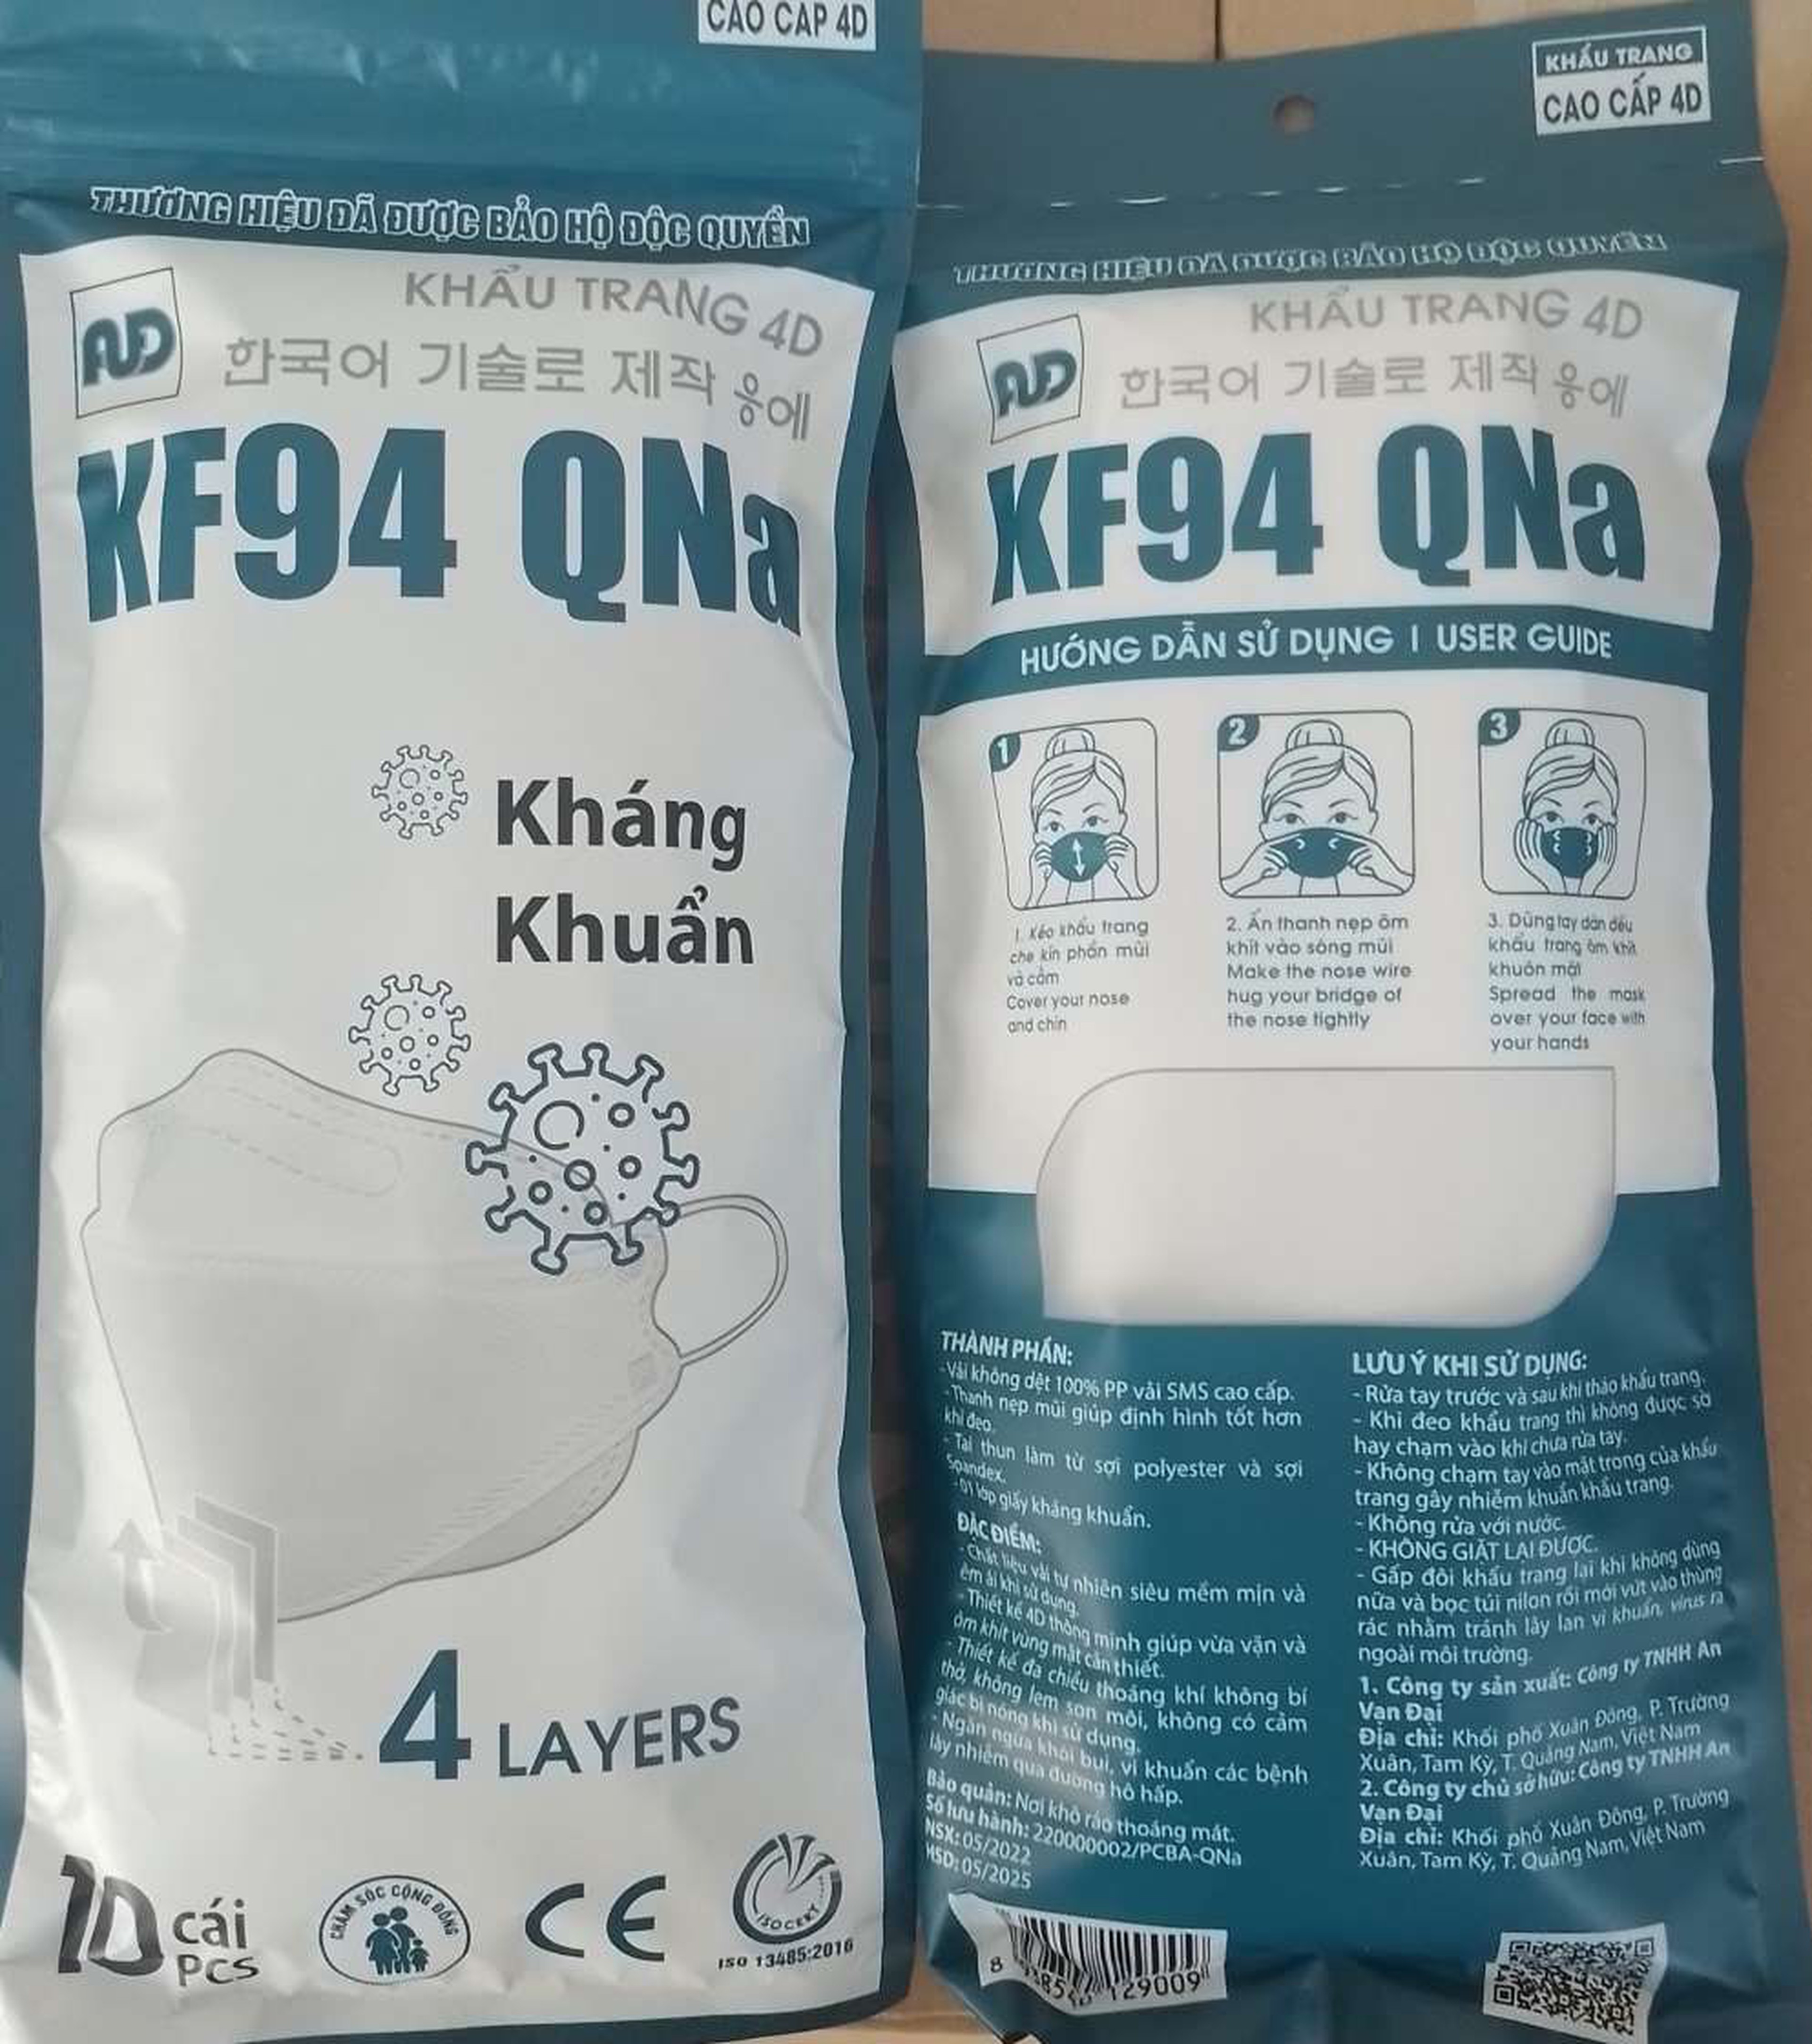 CAO CẤP 4D
THƯƠNG HIỆU ĐÃ ĐƯỢC BẢO HỘ ĐỘC QUYỀN
AVD
KHẨU TRANG 4D
한국어 기술로 제작 웅에
KF94 QNa
Kháng
Khuẩn
4 LAYERS
10 cái
Pcs
CHĂM SÓC CỘNG ĐỒNG
CE
ISOCERT
ISO 13485:2016
KHẨU TRANG
CAO CẤP 4D
THƯƠNG HIỆU ĐÃ ĐƯỢC BẢO HỘ ĐỘC QUYỀN
AVD
KHẨU TRANG 4D
한국어 기술로 제작 웅에
KF94 QNa
HƯỚNG DẪN SỬ DỤNG | USER GUIDE
1
2
3
1. Kéo khẩu trang
che kín phần mũi
và cằm
Cover your nose
and chin
2. Ấn thanh nẹp ôm
khít vào sóng mũi
Make the nose wire
hug your bridge of
the nose tightly
3. Dùng tay dàn đều
khẩu trang ôm khít
khuôn mặt
Spread the mask
over your face with
your hands
THÀNH PHẦN:
-Vải không dệt 100% PP vải SMS cao cấp.
- Thanh nẹp mũi giúp định hình tốt hơn
khi đeo.
- Tai thun làm từ sợi polyester và sợi
Spandex.
- 01 lớp giấy kháng khuẩn.
ĐẶC ĐIỂM:
- Chất liệu vải tự nhiên siêu mềm mịn và
êm ái khi sử dụng.
- Thiết kế 4D thông minh giúp vừa vặn và
ôm khít vùng mặt cần thiết.
- Thiết kế đa chiều thoáng khí không bí
thở, không lem son môi, không có cảm
giác bí nóng khi sử dụng.
- Ngăn ngừa khói bụi, vi khuẩn các bệnh
lây nhiễm qua đường hô hấp.
Bảo quản: Nơi khô ráo thoáng mát.
Số lưu hành: 220000002/PCBA-QNa
NSX: 05/2022
HSD: 05/2025
LƯU Ý KHI SỬ DỤNG:
- Rửa tay trước và sau khi tháo khẩu trang.
- Khi đeo khẩu trang thì không được sờ
hay chạm vào khi chưa rửa tay.
- Không chạm tay vào mặt trong của khẩu
trang gây nhiễm khuẩn khẩu trang.
- Không rửa với nước.
- KHÔNG GIẶT LẠI ĐƯỢC.
- Gấp đôi khẩu trang lại khi không dùng
nữa và bọc túi nilon rồi mới vứt vào thùng
rác nhằm tránh lây lan vi khuẩn, virus ra
ngoài môi trường.
1. Công ty sản xuất: Công ty TNHH An
Vạn Đại
Địa chỉ: Khối phố Xuân Đông, P. Trường
Xuân, Tam Kỳ, T. Quảng Nam, Việt Nam
2. Công ty chủ sở hữu: Công ty TNHH An
Vạn Đại
Địa chỉ: Khối phố Xuân Đông, P. Trường
Xuân, Tam Kỳ, T. Quảng Nam, Việt Nam